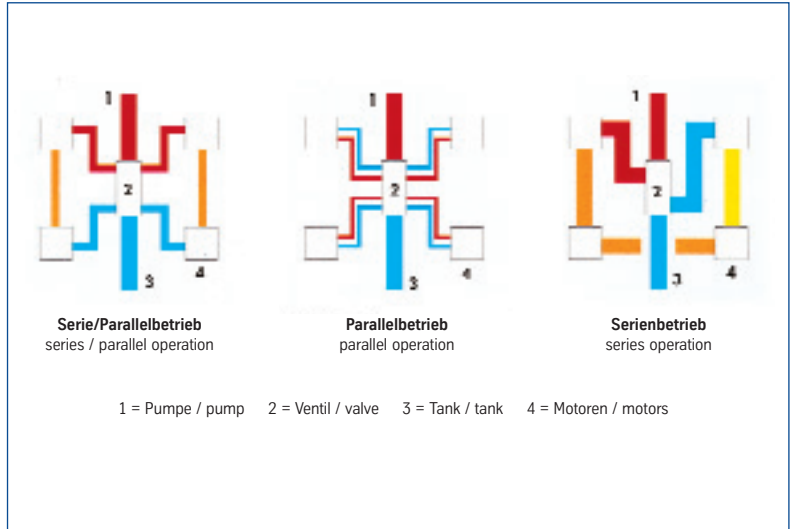 1
2
3
4
1
2
3
4
1
2
3
4
Serie/Parallelbetrieb
series / parallel operation
Parallelbetrieb
parallel operation
Serienbetrieb
series operation
1 = Pumpe / pump 2 = Ventil / valve 3 = Tank / tank 4 = Motoren / motors